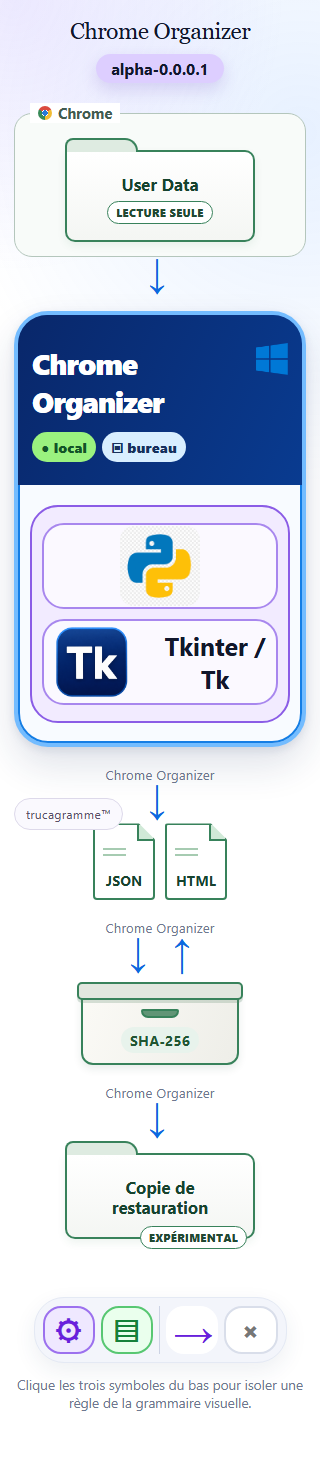 Chrome Organizer
alpha-0.0.0.1
Chrome
User Data
LECTURE SEULE
Chrome
Organizer
local
bureau
Tk
Tkinter /
Tk
Chrome Organizer
trucagramme™
JSON
HTML
Chrome Organizer
SHA-256
Chrome Organizer
Copie de
restauration
EXPÉRIMENTAL
Clique les trois symboles du bas pour isoler une
règle de la grammaire visuelle.